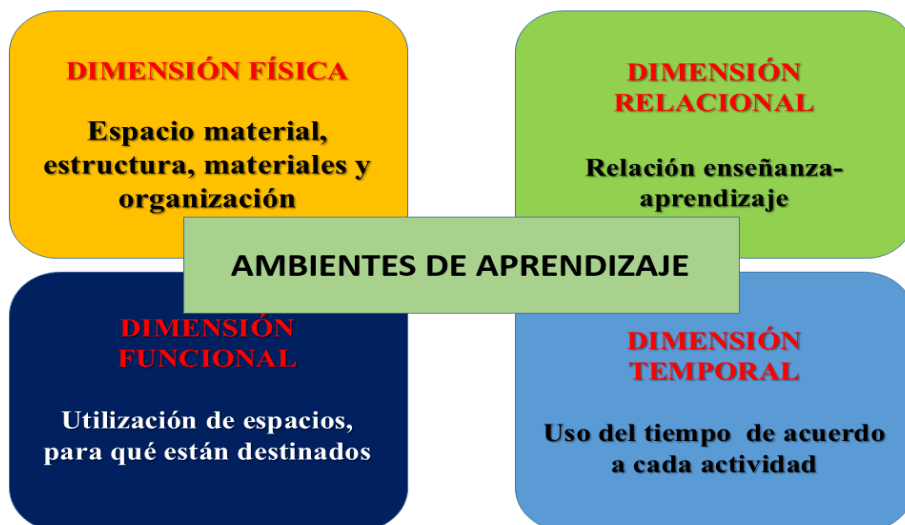 DIMENSIÓN FÍSICA
Espacio material,
estructura, materiales y
organización
DIMENSIÓN
RELACIONAL
Relación enseñanza-
aprendizaje
AMBIENTES DE APRENDIZAJE
DIMENSIÓN
FUNCIONAL
Utilización de espacios,
para qué están destinados
DIMENSIÓN
TEMPORAL
Uso del tiempo de acuerdo
a cada actividad